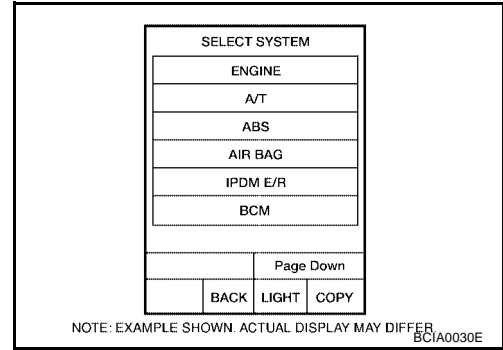 SELECT SYSTEM
ENGINE
A/T
ABS
AIR BAG
IPDM E/R
BCM
Page Down
BACK LIGHT COPY
NOTE: EXAMPLE SHOWN. ACTUAL DISPLAY MAY DIFFER.
BCIA0030E